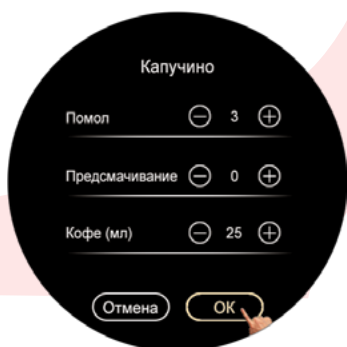 Капучино
Помол 3
Предсмачивание 0
Кофе (мл) 25
Отмена OK